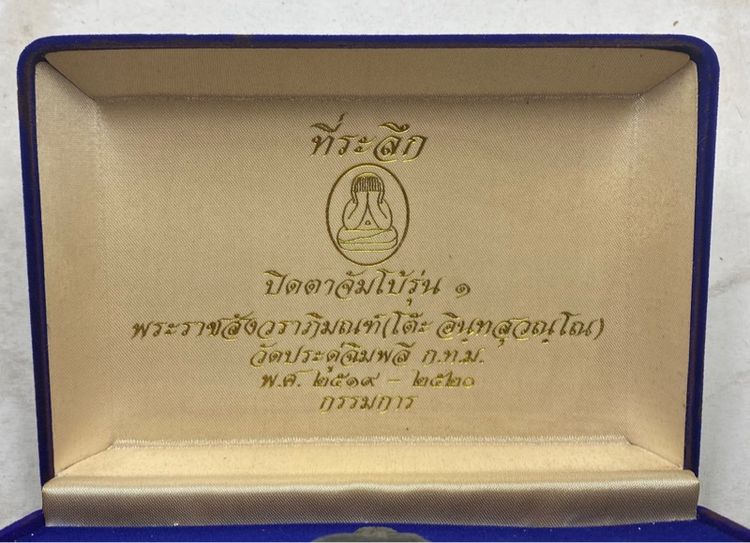 ที่ระลึก
ปิดตาจัมโบ้รุ่น ๑
พระราชสังวราภิมณฑ์(โต๊ะ อินฺทสุวณฺโณ)
วัดประดู่ฉิมพลี ก.ท.ม.
พ.ศ. ๒๕๑๙ - ๒๕๒๐
กรรมการ